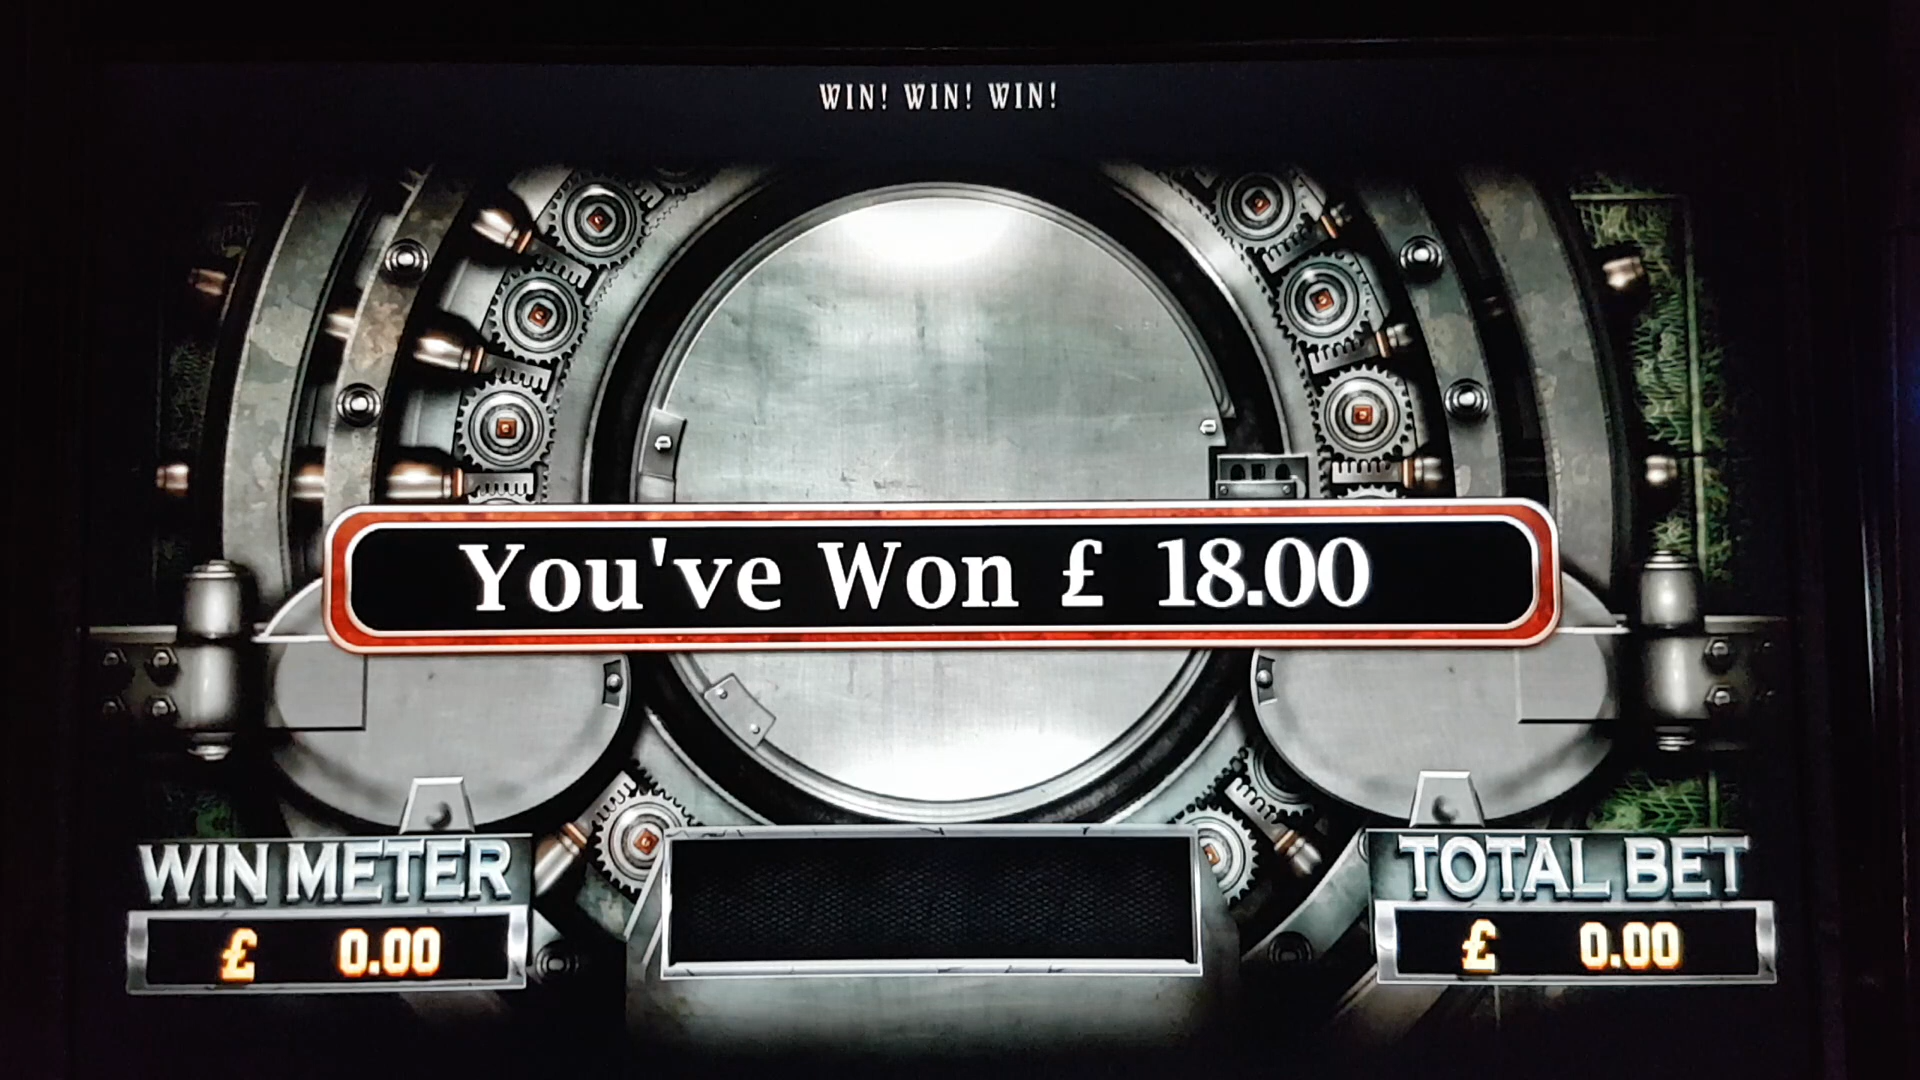 WIN! WIN! WIN!
You've Won £ 18.00
WIN METER
£ 0.00
TOTAL BET
£ 0.00